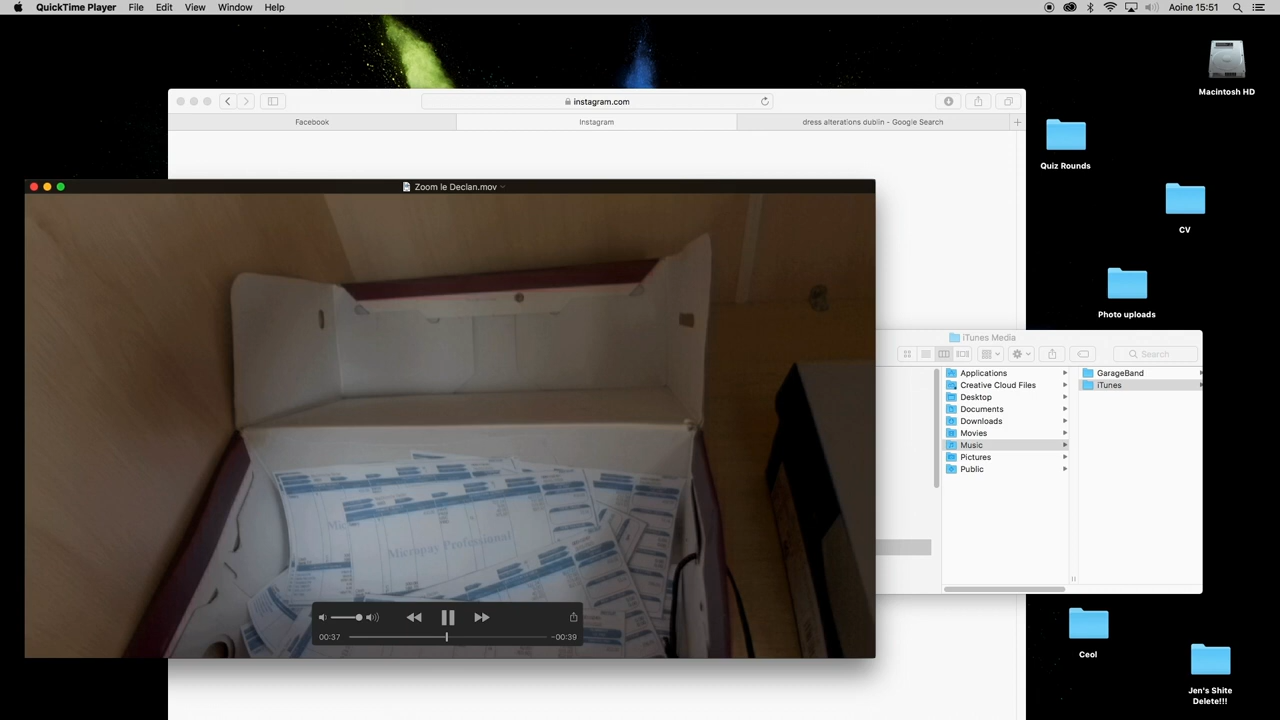 QuickTime Player File Edit View Window Help
Aoine 15:51
Macintosh HD
instagram.com
Facebook
Instagram
dress alterations dublin - Google Search
Quiz Rounds
Zoom le Declan.mov
CV
Photo uploads
iTunes Media
Search
Applications
Creative Cloud Files
Desktop
Documents
Downloads
Movies
Music
Pictures
Public
GarageBand
iTunes
Micropay Professional
00:37
-00:39
Ceol
Jen's Shite
Delete!!!